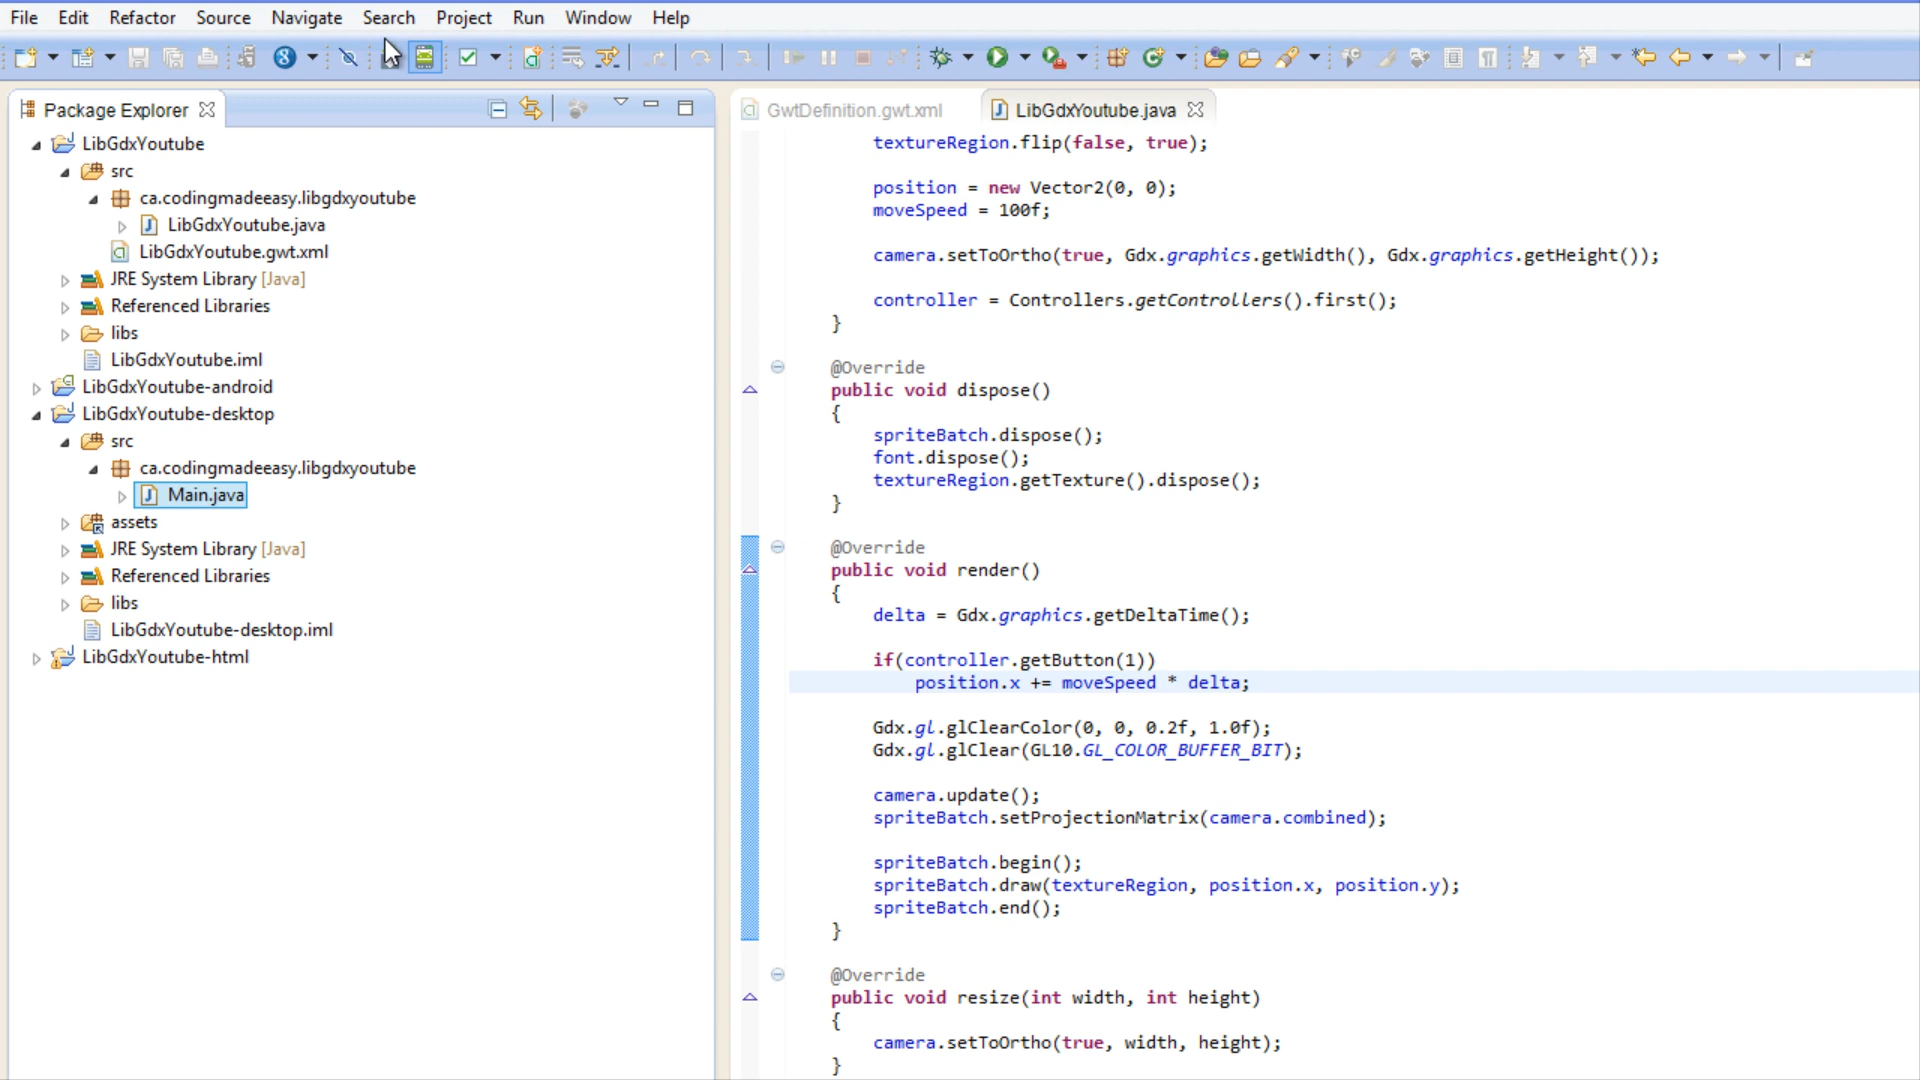 File Edit Refactor Source Navigate Search Project Run Window Help
Package Explorer
LibGdxYoutube
src
ca.codingmadeeasy.libgdxyoutube
LibGdxYoutube.java
LibGdxYoutube.gwt.xml
JRE System Library [Java]
Referenced Libraries
libs
LibGdxYoutube.iml
LibGdxYoutube-android
LibGdxYoutube-desktop
src
ca.codingmadeeasy.libgdxyoutube
Main.java
assets
JRE System Library [Java]
Referenced Libraries
libs
LibGdxYoutube-desktop.iml
LibGdxYoutube-html
GwtDefinition.gwt.xml LibGdxYoutube.java
textureRegion.flip(false, true);
position = new Vector2(0, 0);
moveSpeed = 100f;
camera.setToOrtho(true, Gdx.graphics.getWidth(), Gdx.graphics.getHeight());
controller = Controllers.getControllers().first();
}
@Override
public void dispose()
{
spriteBatch.dispose();
font.dispose();
textureRegion.getTexture().dispose();
}
@Override
public void render()
{
delta = Gdx.graphics.getDeltaTime();
if(controller.getButton(1))
position.x += moveSpeed * delta;
Gdx.gl.glClearColor(0, 0, 0.2f, 1.0f);
Gdx.gl.glClear(GL10.GL_COLOR_BUFFER_BIT);
camera.update();
spriteBatch.setProjectionMatrix(camera.combined);
spriteBatch.begin();
spriteBatch.draw(textureRegion, position.x, position.y);
spriteBatch.end();
}
@Override
public void resize(int width, int height)
{
camera.setToOrtho(true, width, height);
}